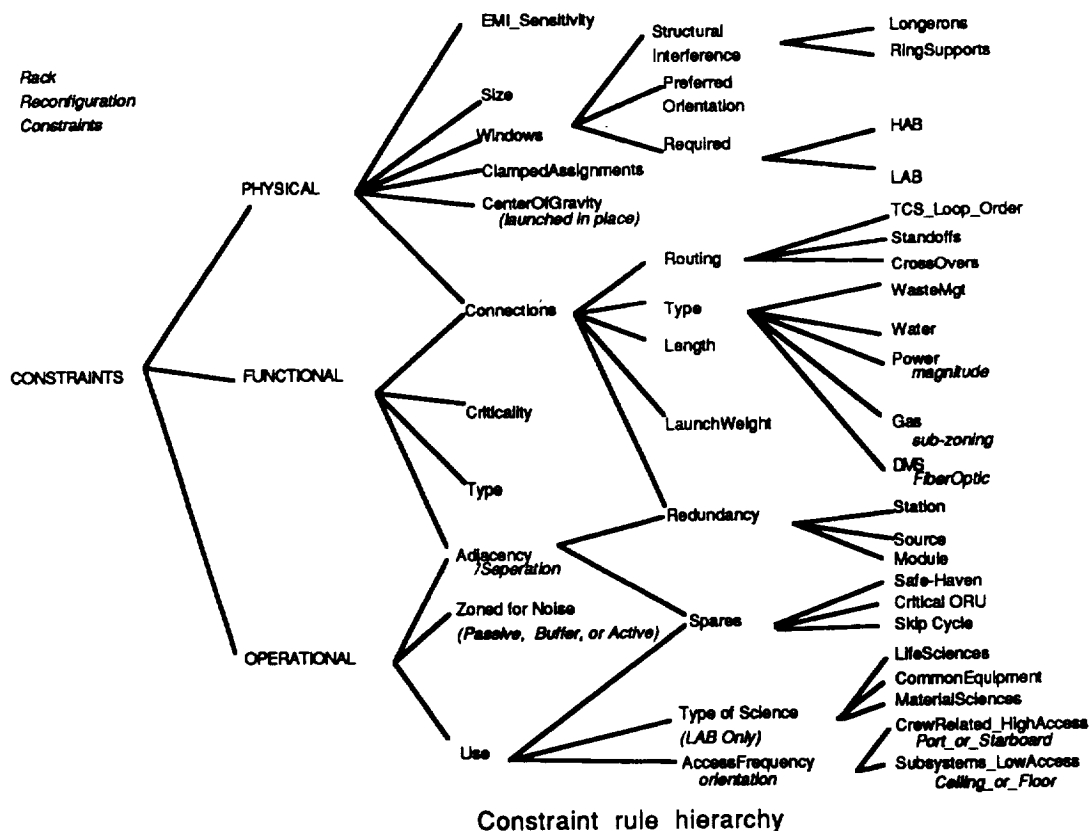 Rack
Reconfiguration
Constraints
CONSTRAINTS
PHYSICAL
FUNCTIONAL
OPERATIONAL
EMI_Sensitivity
Size
Windows
ClampedAssignments
CenterOfGravity
(launched in place)
Connections
Criticality
Type
Adjacency
/Seperation
Zoned for Noise
(Passive, Buffer, or Active)
Use
Structural
Interference
Preferred
Orientation
Required
Routing
Type
Length
LaunchWeight
Redundancy
Spares
Type of Science
(LAB Only)
AccessFrequency
orientation
Longerons
RingSupports
HAB
LAB
TCS_Loop_Order
Standoffs
CrossOvers
WasteMgt
Water
Power
magnitude
Gas
sub-zoning
DMS
FiberOptic
Station
Source
Module
Safe-Haven
Critical ORU
Skip Cycle
LifeSciences
CommonEquipment
MaterialSciences
CrewRelated_HighAccess
Port_or_Starboard
Subsystems_LowAccess
Ceiling_or_Floor
Constraint rule hierarchy